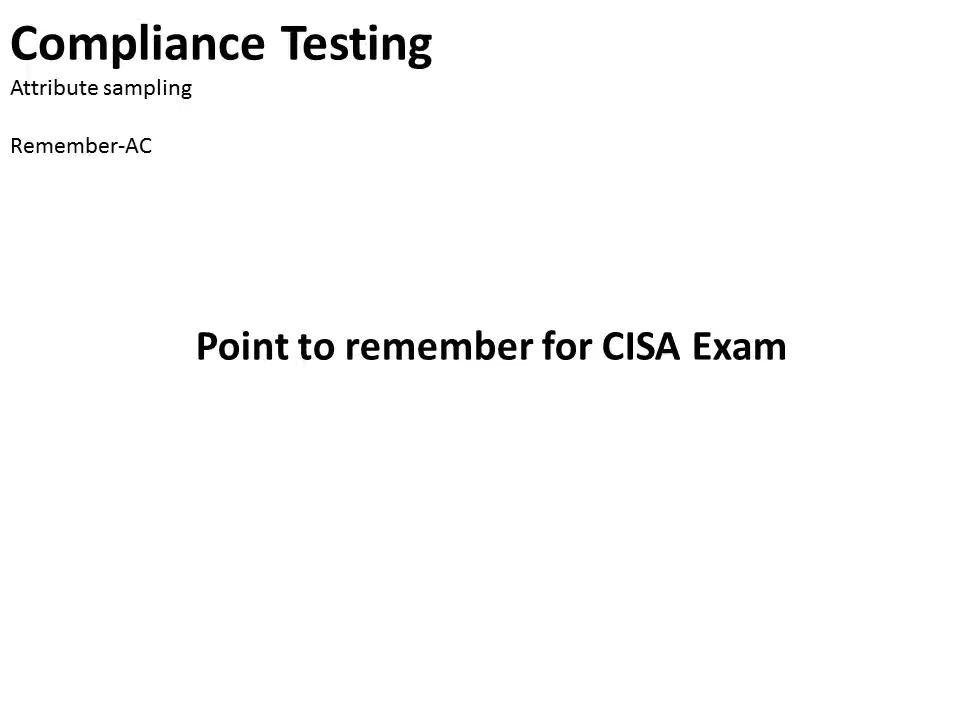 Compliance Testing
Attribute sampling
Remember-AC
Point to remember for CISA Exam